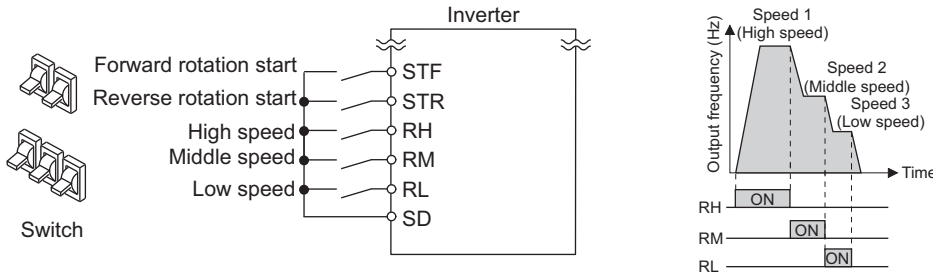 Inverter
Forward rotation start
STF
Reverse rotation start
STR
High speed
RH
Middle speed
RM
Low speed
RL
SD
Switch
Output frequency (Hz)
Speed 1
(High speed)
Speed 2
(Middle speed)
Speed 3
(Low speed)
Time
RH
ON
RM
ON
RL
ON